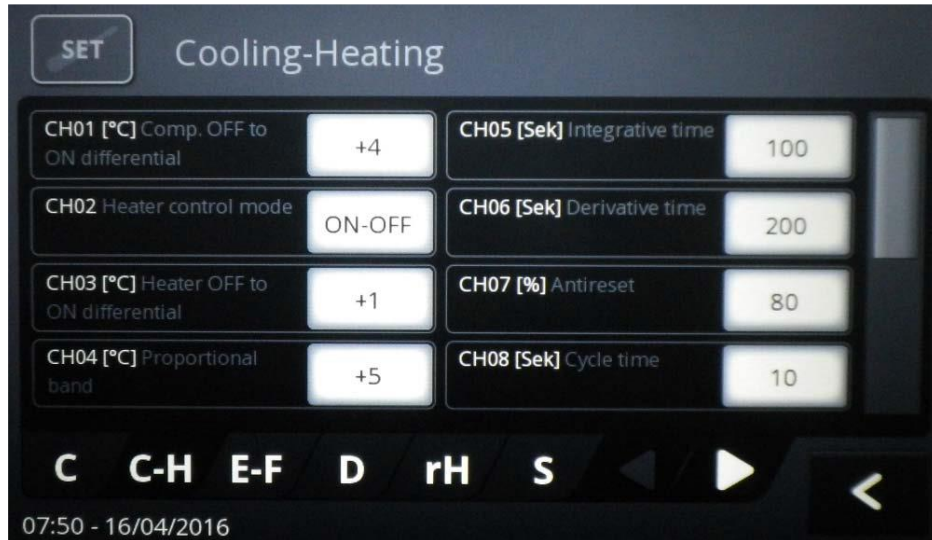 SET
Cooling-Heating
CH01 [°C] Comp. OFF to
ON differential
+4
CH02 Heater control mode
ON-OFF
CH03 [°C] Heater OFF to
ON differential
+1
CH04 [°C] Proportional
band
+5
CH05 [Sek] Integrative time
100
CH06 [Sek] Derivative time
200
CH07 [%] Antireset
80
CH08 [Sek] Cycle time
10
C C-H E-F D rH S
07:50 - 16/04/2016